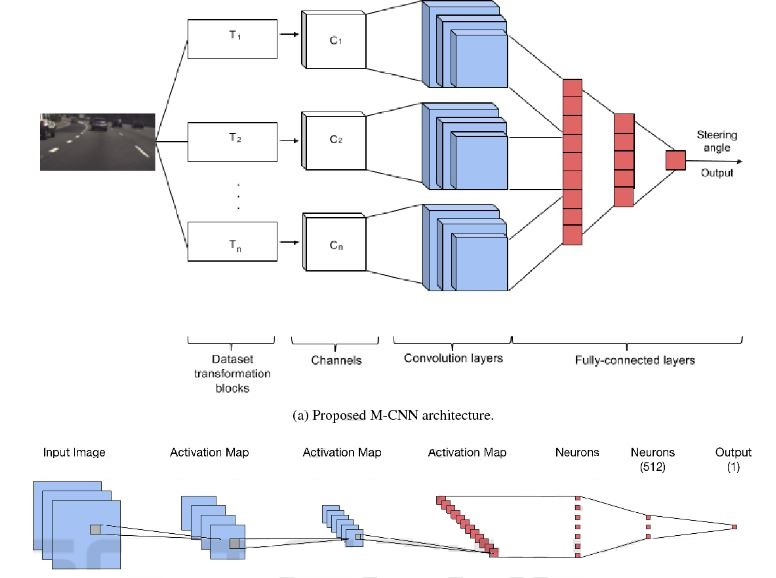 T1
C1
T2
C2
Steering
angle
Output
.
.
.
Tn
Cn
Dataset
transformation
blocks
Channels
Convolution layers
Fully-connected layers
(a) Proposed M-CNN architecture.
Input Image
Activation Map
Activation Map
Activation Map
Neurons
Neurons
(512)
Output
(1)